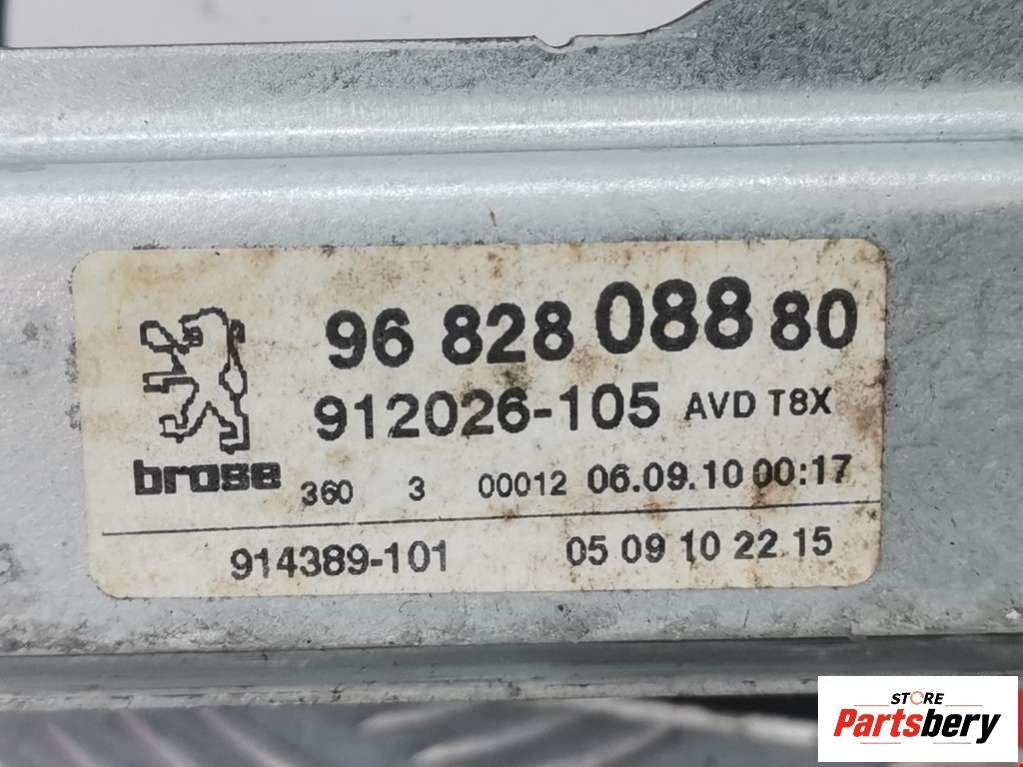 96 828 088 80
912026-105 AVD T8X
brose 360 3 00012 06.09.10 00:17
914389-101 05 09 10 22 15
STORE
Partsbery